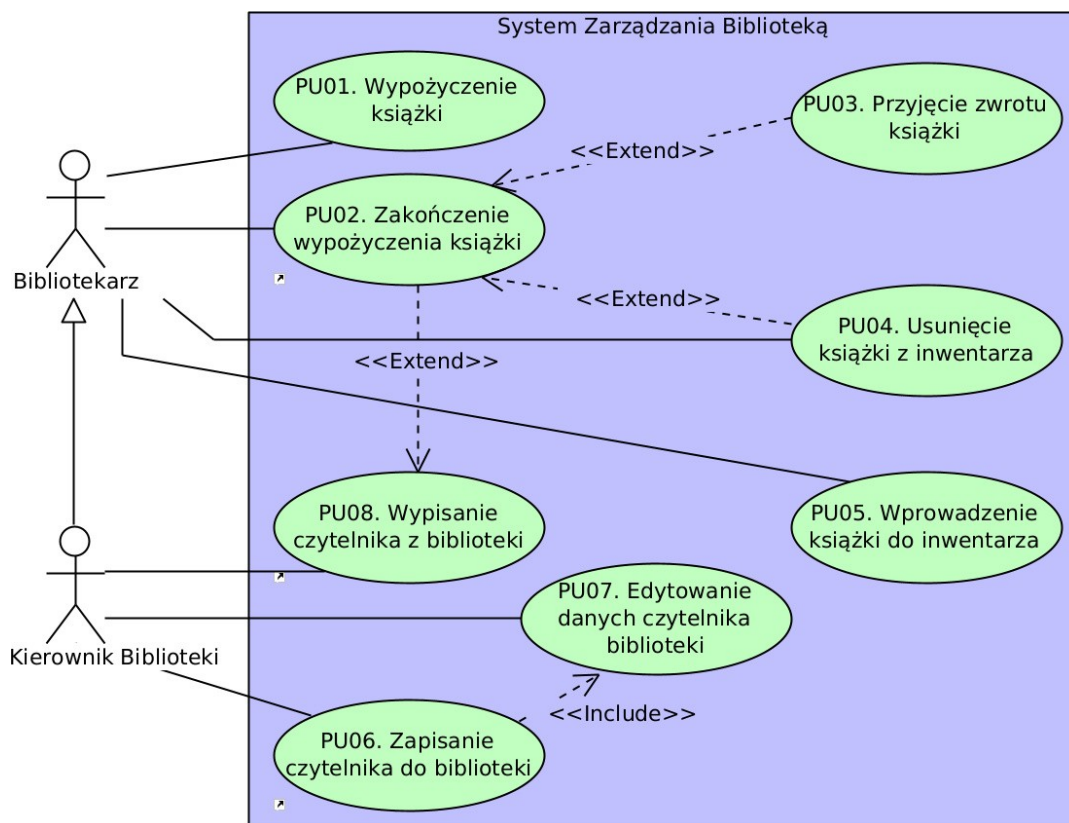 System Zarządzania Biblioteką
PU01. Wypożyczenie
książki
PU03. Przyjęcie zwrotu
książki
<<Extend>>
PU02. Zakończenie
wypożyczenia książki
Bibliotekarz
<<Extend>>
PU04. Usunięcie
książki z inwentarza
<<Extend>>
PU08. Wypisanie
czytelnika z biblioteki
PU05. Wprowadzenie
książki do inwentarza
PU07. Edytowanie
danych czytelnika
biblioteki
Kierownik Biblioteki
<<Include>>
PU06. Zapisanie
czytelnika do biblioteki